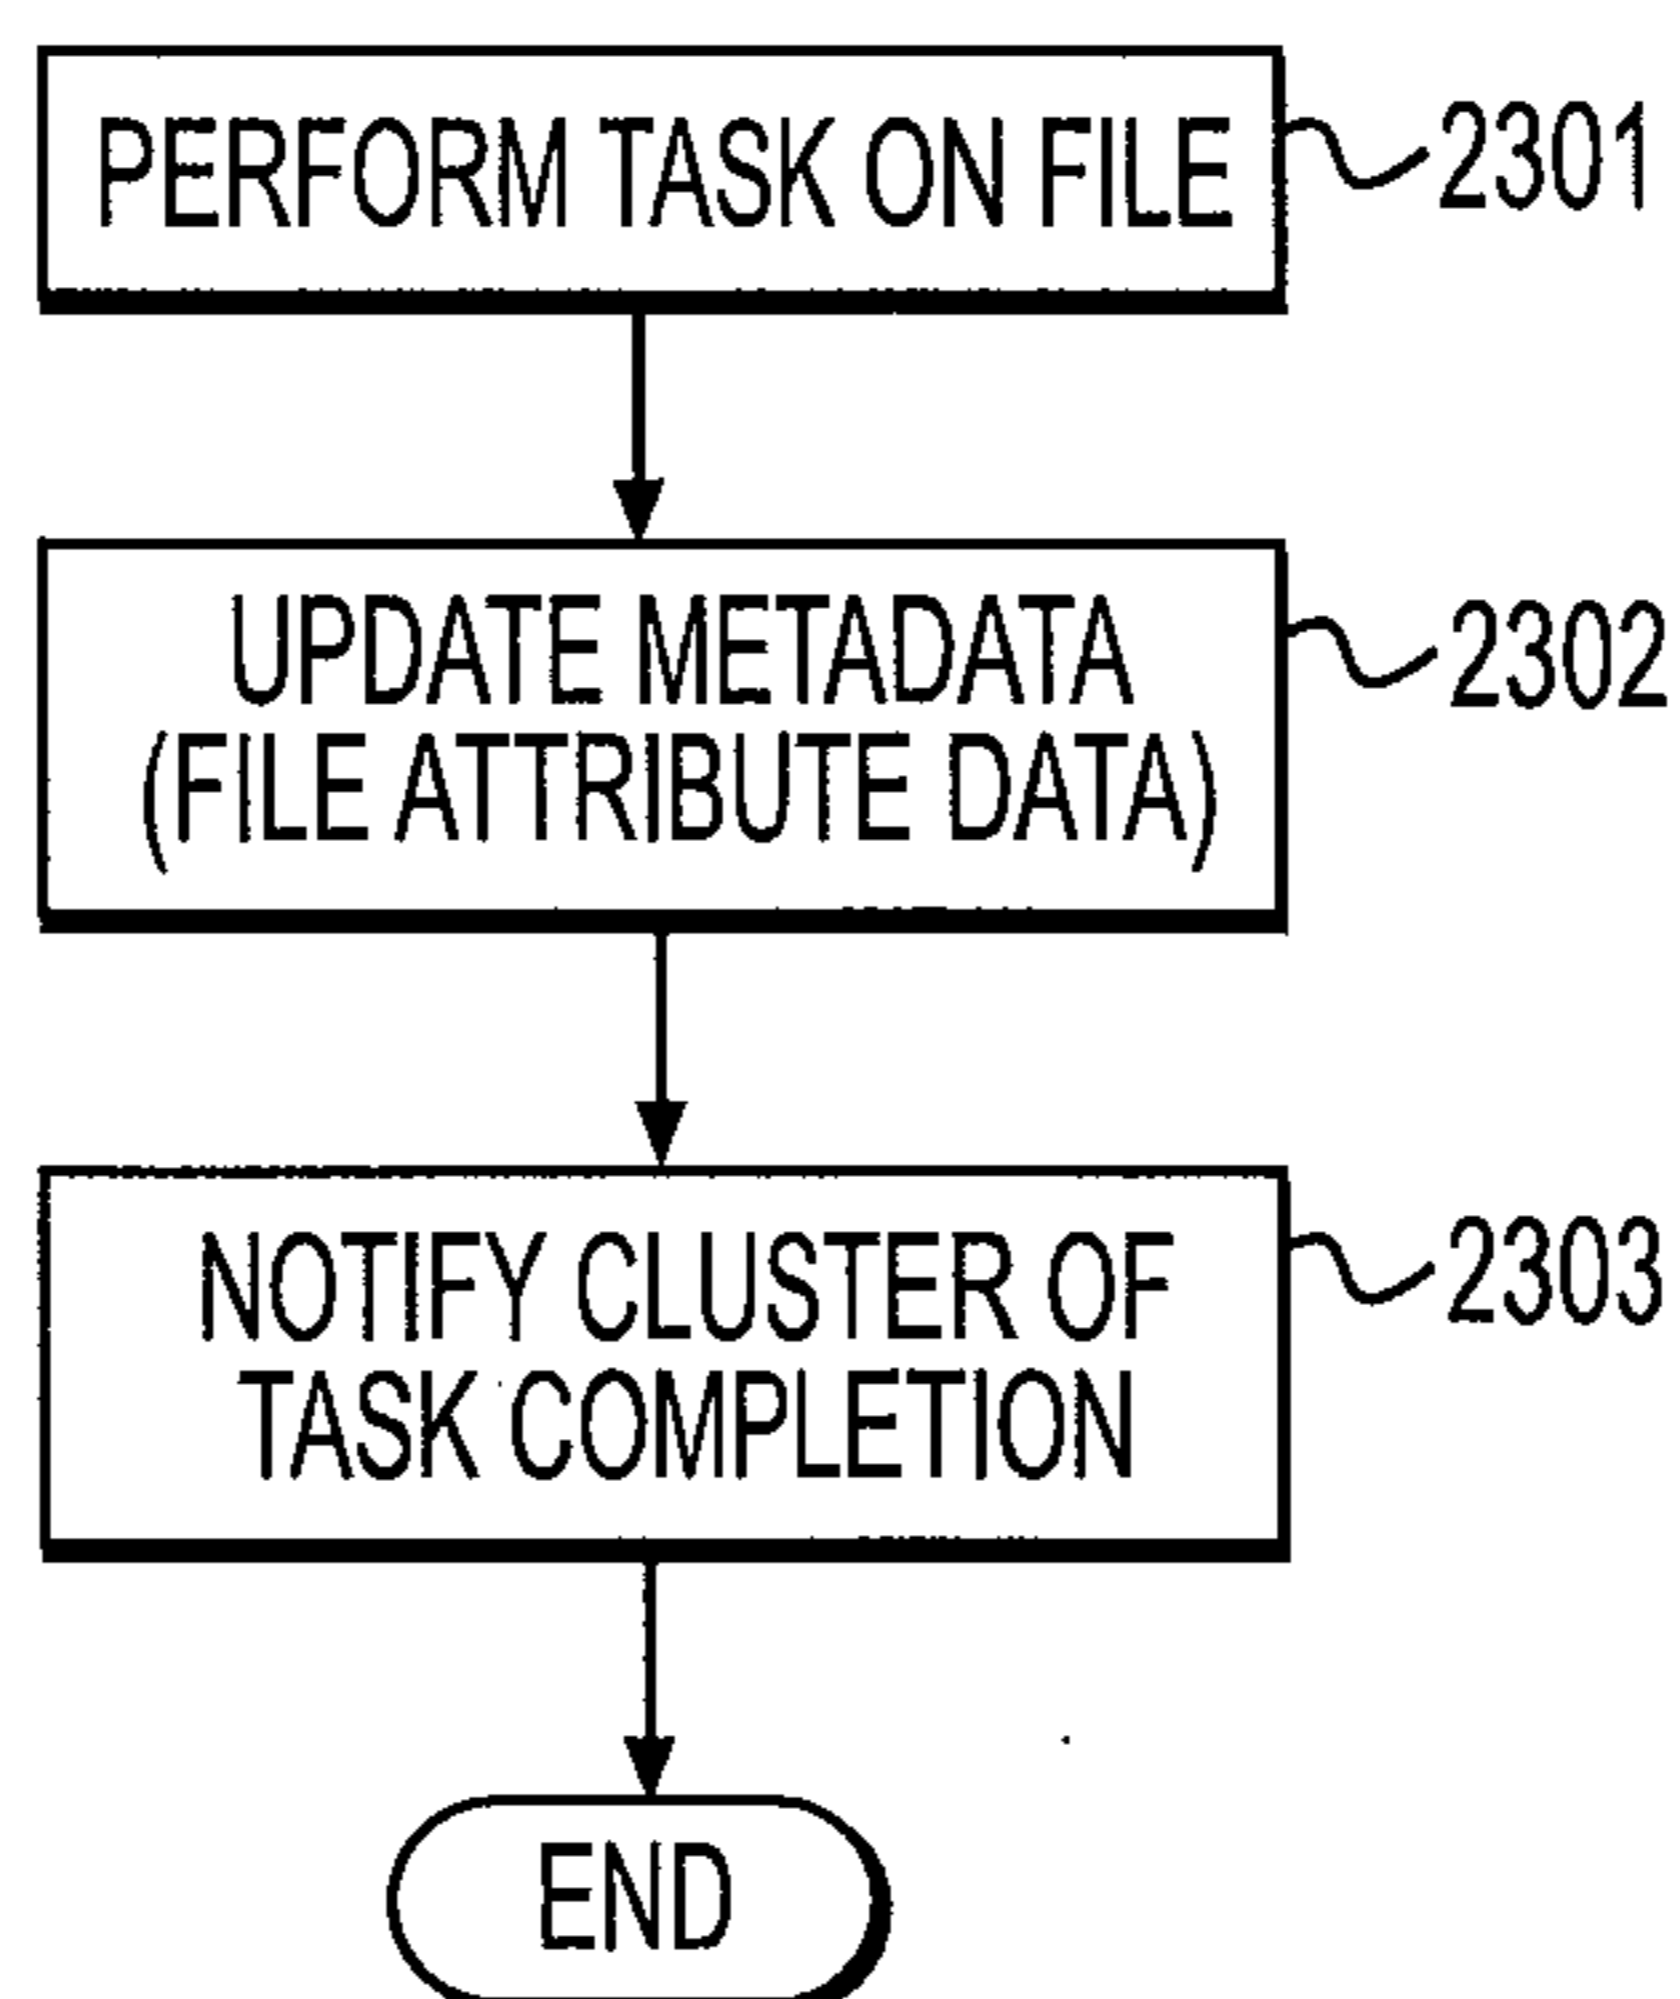 PERFORM TASK ON FILE
2301
UPDATE METADATA
(FILE ATTRIBUTE DATA)
2302
NOTIFY CLUSTER OF
TASK COMPLETION
2303
END